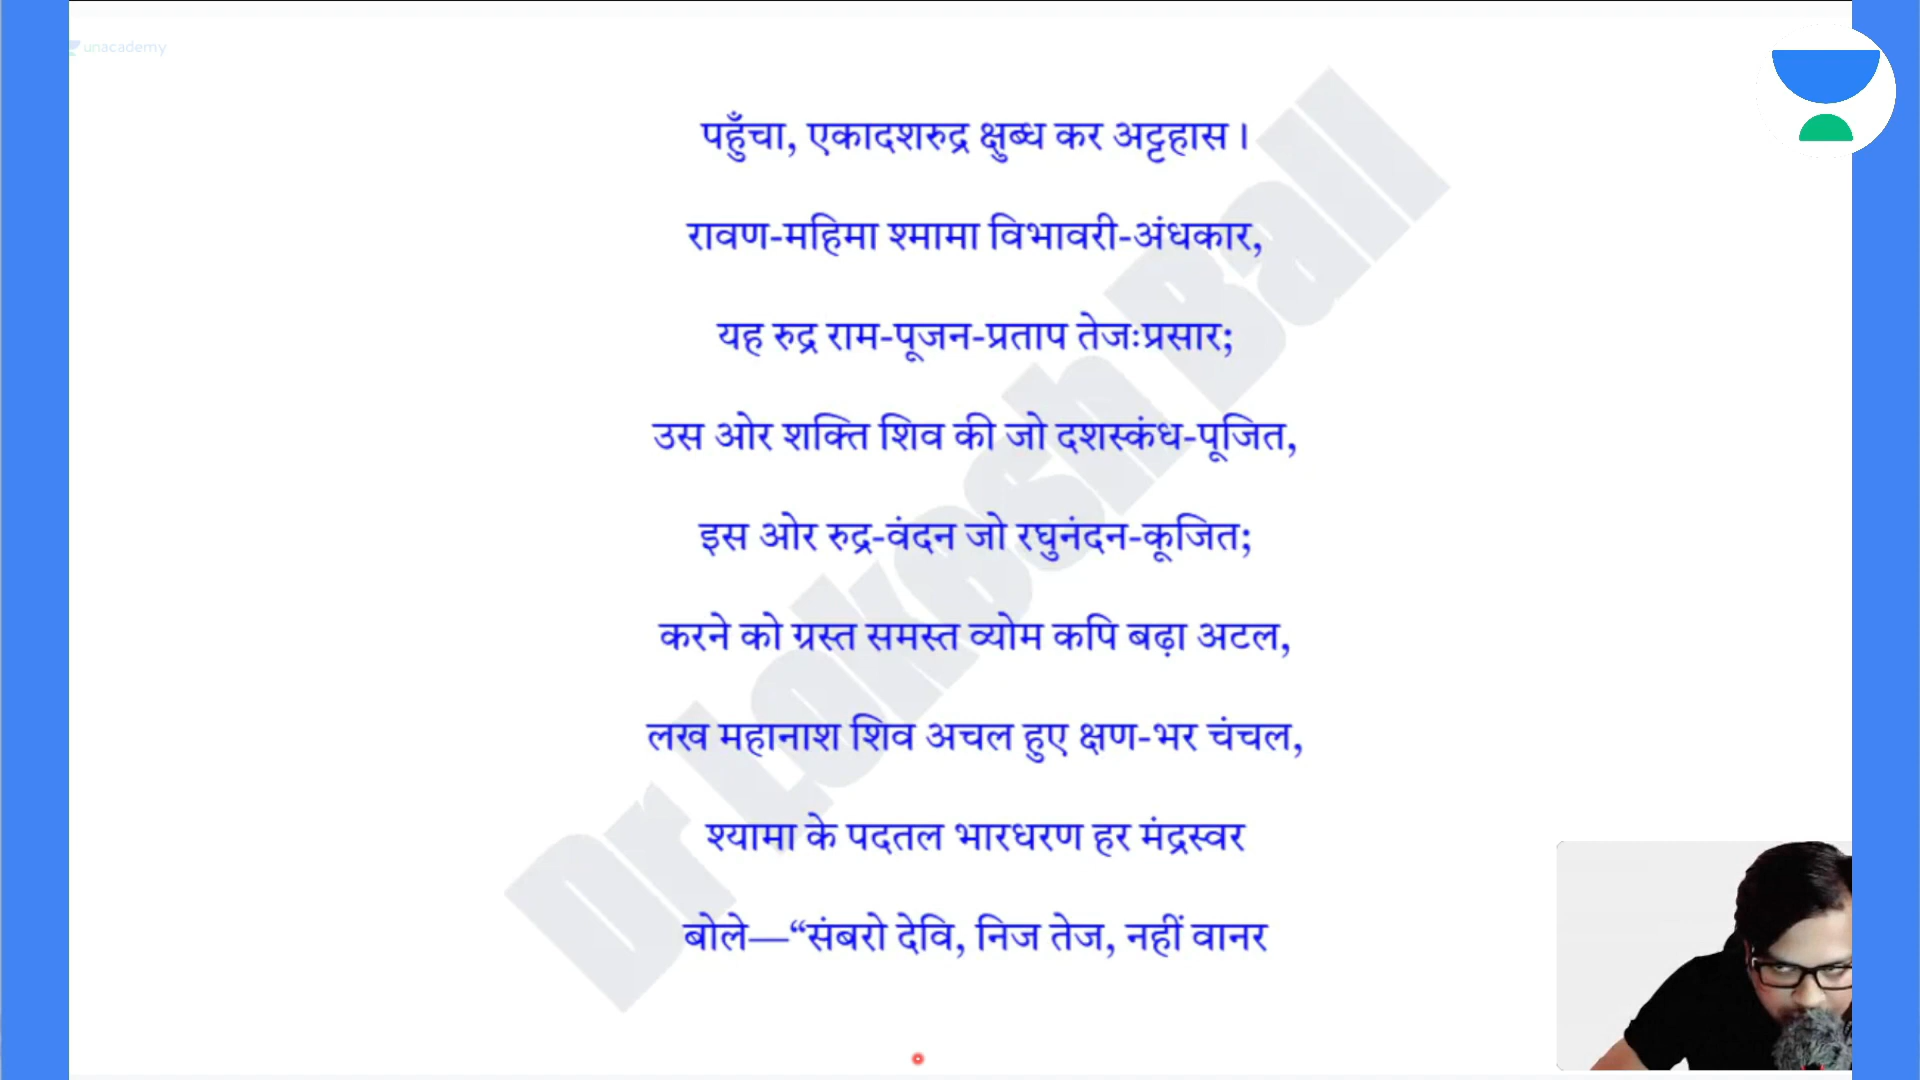 unacademy
पहुँचा, एकादशरुद्र क्षुब्ध कर अट्टहास ।
रावण-महिमा श्मामा विभावरी-अंधकार,
यह रुद्र राम-पूजन-प्रताप तेजःप्रसार;
उस ओर शक्ति शिव की जो दशस्कंध-पूजित,
इस ओर रुद्र-वंदन जो रघुनंदन-कूजित;
करने को ग्रस्त समस्त व्योम कपि बढ़ा अटल,
लख महानाश शिव अचल हुए क्षण-भर चंचल,
श्यामा के पदतल भारधरण हर मंद्रस्वर
बोले—“संबरो देवि, निज तेज, नहीं वानर
Dr Lokesh Bali